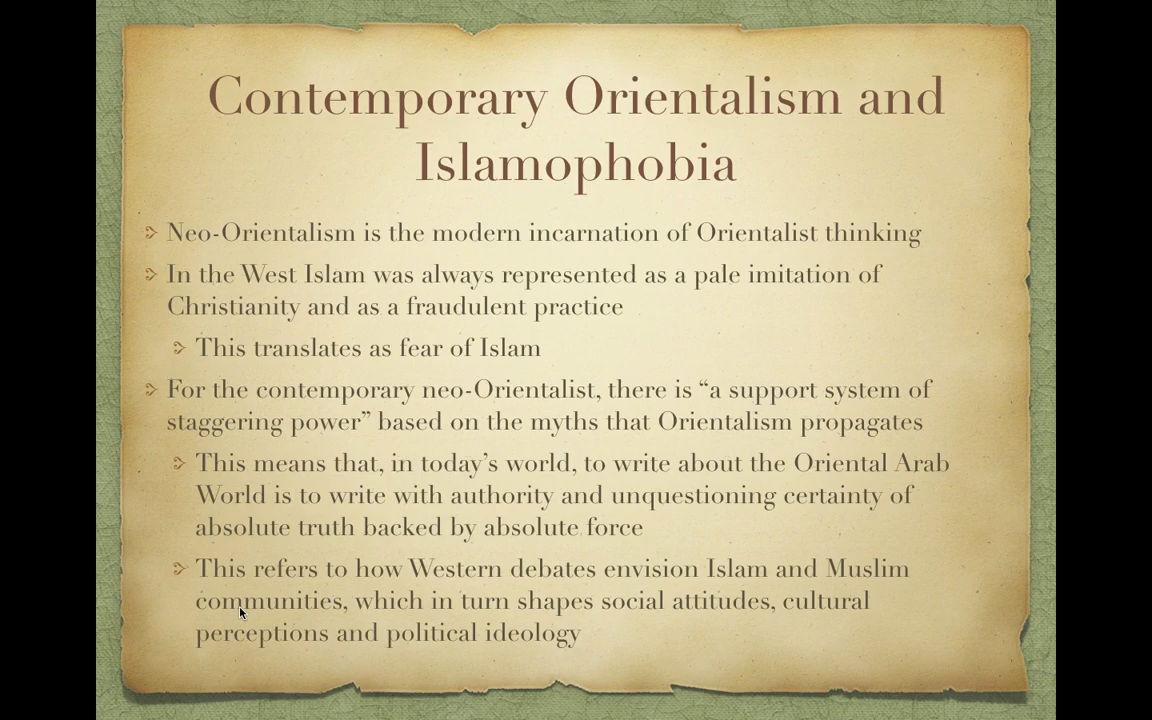 Contemporary Orientalism and
Islamophobia
Neo-Orientalism is the modern incarnation of Orientalist thinking
In the West Islam was always represented as a pale imitation of
Christianity and as a fraudulent practice
This translates as fear of Islam
For the contemporary neo-Orientalist, there is “a support system of
staggering power” based on the myths that Orientalism propagates
This means that, in today’s world, to write about the Oriental Arab
World is to write with authority and unquestioning certainty of
absolute truth backed by absolute force
This refers to how Western debates envision Islam and Muslim
communities, which in turn shapes social attitudes, cultural
perceptions and political ideology